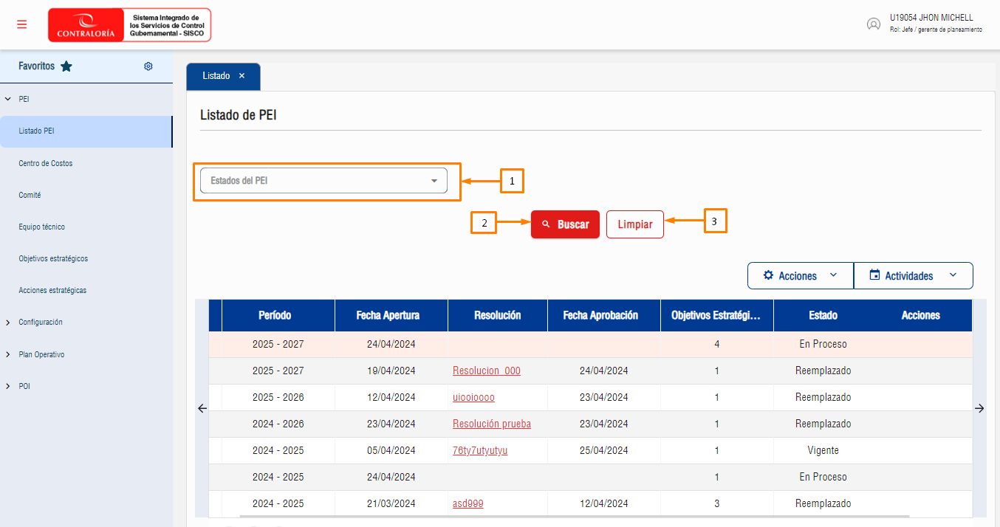 CONTRALORÍA
Sistema Integrado de
los Servicios de Control
Gubernamental - SISCO
U19054 JHON MICHELL
Rol: Jefe / gerente de planeamiento
Favoritos
PEI
Listado PEI
Centro de Costos
Comité
Equipo técnico
Objetivos estratégicos
Acciones estratégicas
Configuración
Plan Operativo
POI
Listado ×
Listado de PEI
Estados del PEI
1
2
Buscar
Limpiar
3
Acciones
Actividades
Período Fecha Apertura Resolución Fecha Aprobación Objetivos Estratégi... Estado Acciones
2025 - 2027 24/04/2024 4 En Proceso
2025 - 2027 19/04/2024 Resolucion_000 24/04/2024 1 Reemplazado
2025 - 2026 12/04/2024 uiooioooo 23/04/2024 1 Reemplazado
2024 - 2026 23/04/2024 Resolución prueba 23/04/2024 1 Reemplazado
2024 - 2025 05/04/2024 76ty7utyutyu 25/04/2024 1 Vigente
2024 - 2025 24/04/2024 1 En Proceso
2024 - 2025 21/03/2024 asd999 12/04/2024 3 Reemplazado